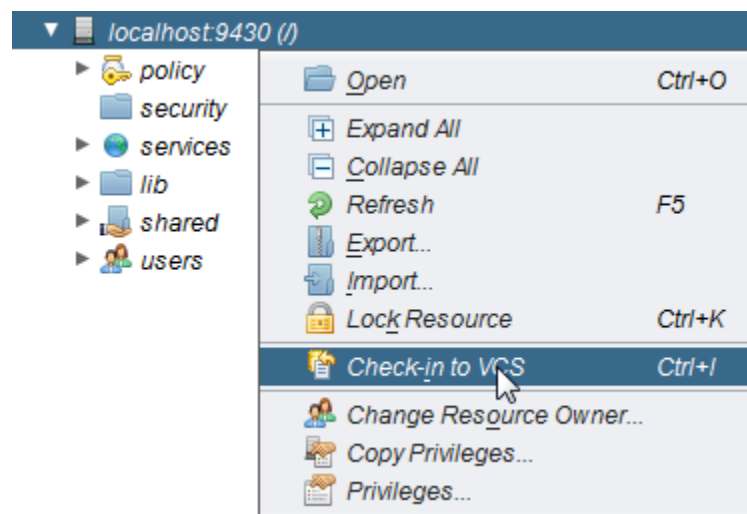 localhost:9430 (/)
policy
security
services
lib
shared
users
Open Ctrl+O
Expand All
Collapse All
Refresh F5
Export...
Import...
Lock Resource Ctrl+K
Check-in to VCS Ctrl+I
Change Resource Owner...
Copy Privileges...
Privileges...